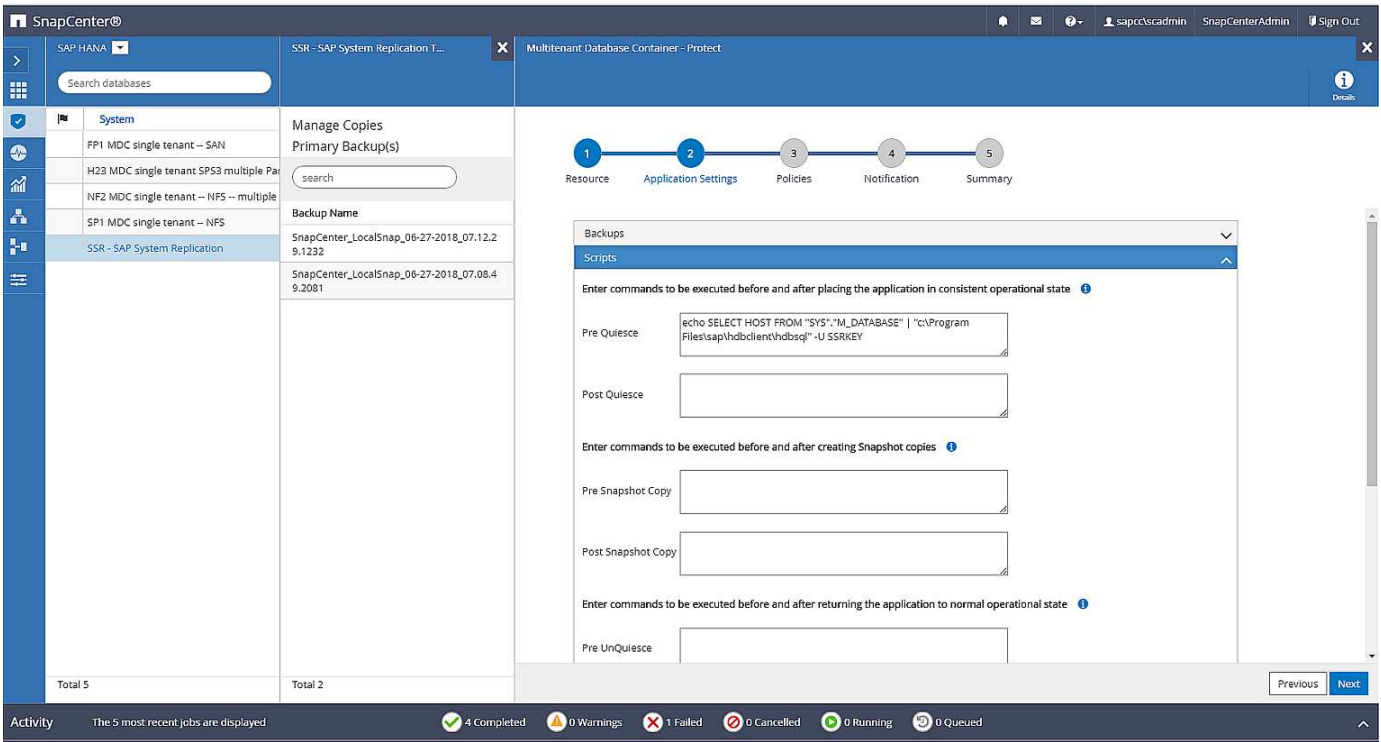 SnapCenter®
sapcc\scadmin
SnapCenterAdmin
Sign Out
SAP HANA
Search databases
System
FP1 MDC single tenant -- SAN
H23 MDC single tenant SPS3 multiple Pa
NF2 MDC single tenant -- NFS -- multiple
SP1 MDC single tenant -- NFS
SSR - SAP System Replication
Total 5
SSR - SAP System Replication T...
Manage Copies
Primary Backup(s)
search
Backup Name
SnapCenter_LocalSnap_06-27-2018_07.12.2
9.1232
SnapCenter_LocalSnap_06-27-2018_07.08.4
9.2081
Total 2
Multitenant Database Container - Protect
Details
1 2 3 4 5
Resource Application Settings Policies Notification Summary
Backups
Scripts
Enter commands to be executed before and after placing the application in consistent operational state
Pre Quiesce
echo SELECT HOST FROM "SYS"."M_DATABASE" | "c:\Program
Files\sap\hdbclient\hdbsql" -U SSRKEY
Post Quiesce
Enter commands to be executed before and after creating Snapshot copies
Pre Snapshot Copy
Post Snapshot Copy
Enter commands to be executed before and after returning the application to normal operational state
Pre UnQuiesce
Previous Next
Activity The 5 most recent jobs are displayed 4 Completed 0 Warnings 1 Failed 0 Cancelled 0 Running 0 Queued